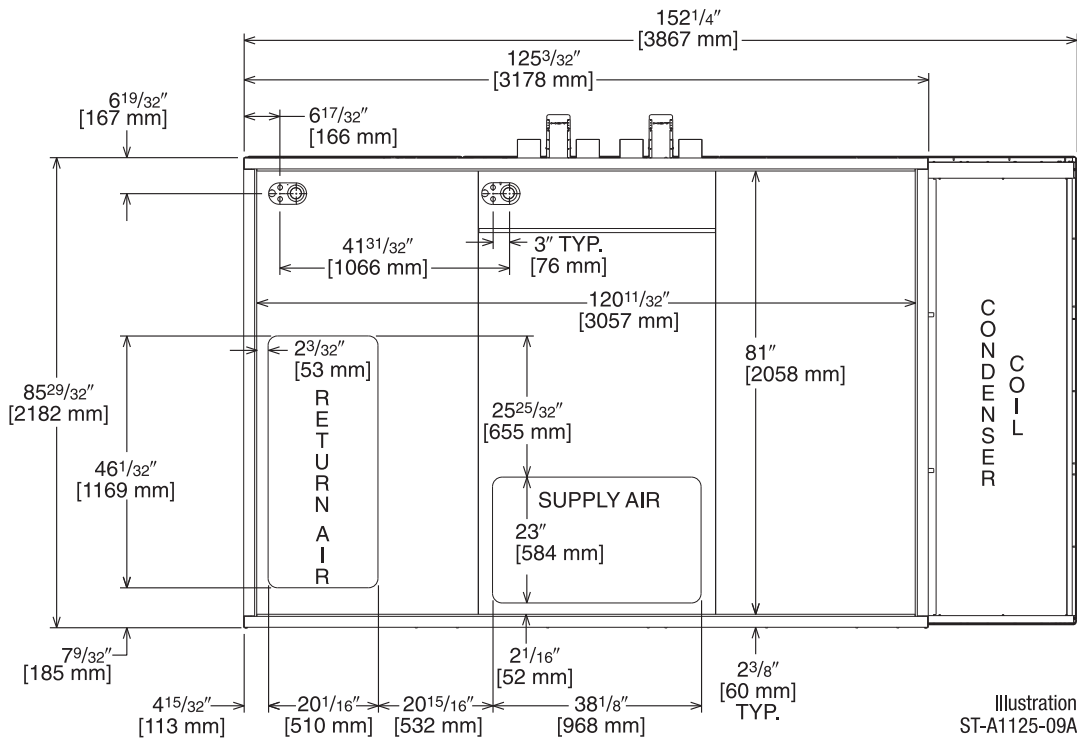 152 1/4"
[3867 mm]
125 3/32"
[3178 mm]
6 19/32"
[167 mm]
6 17/32"
[166 mm]
41 31/32"
[1066 mm]
3" TYP.
[76 mm]
120 11/32"
[3057 mm]
2 3/32"
[53 mm]
81"
[2058 mm]
85 29/32"
[2182 mm]
25 25/32"
[655 mm]
46 1/32"
[1169 mm]
RETURN AIR
SUPPLY AIR
23"
[584 mm]
CONDENSER
COIL
7 9/32"
[185 mm]
2 1/16"
[52 mm]
2 3/8"
[60 mm]
TYP.
4 15/32"
[113 mm]
20 1/16"
[510 mm]
20 15/16"
[532 mm]
38 1/8"
[968 mm]
Illustration
ST-A1125-09A